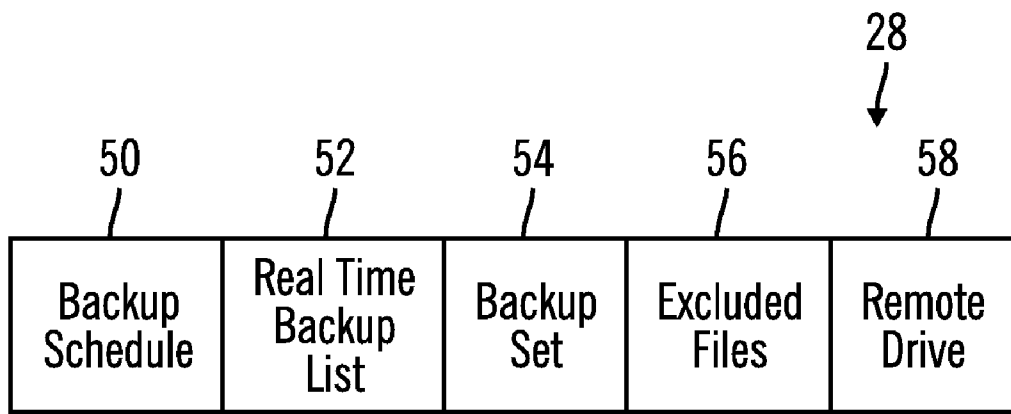 28
50
52
54
56
58
Backup
Schedule
Real Time
Backup
List
Backup
Set
Excluded
Files
Remote
Drive